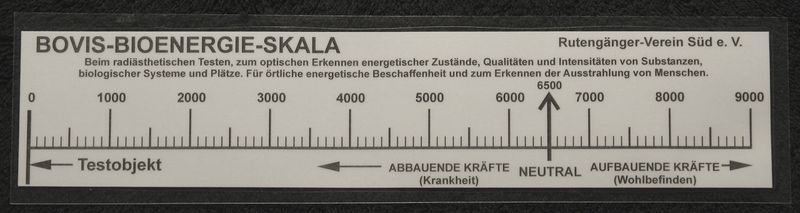 BOVIS-BIOENERGIE-SKALA
Rutengänger-Verein Süd e. V.
Beim radiästhetischen Testen, zum optischen Erkennen energetischer Zustände, Qualitäten und Intensitäten von Substanzen,
biologischer Systeme und Plätze. Für örtliche energetische Beschaffenheit und zum Erkennen der Ausstrahlung von Menschen.
6500
0 1000 2000 3000 4000 5000 6000 7000 8000 9000
Testobjekt
ABBAUENDE KRÄFTE
(Krankheit)
NEUTRAL
AUFBAUENDE KRÄFTE
(Wohlbefinden)